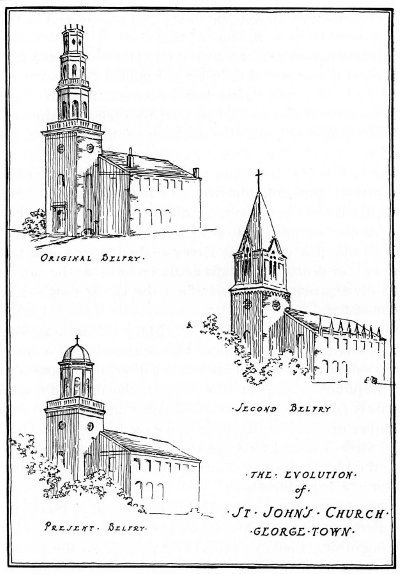 ORIGINAL BELFRY.
SECOND BELFRY
PRESENT. BELFRY.
THE. EVOLUTION
of.
ST. JOHN'S. CHURCH.
GEORGE. TOWN.